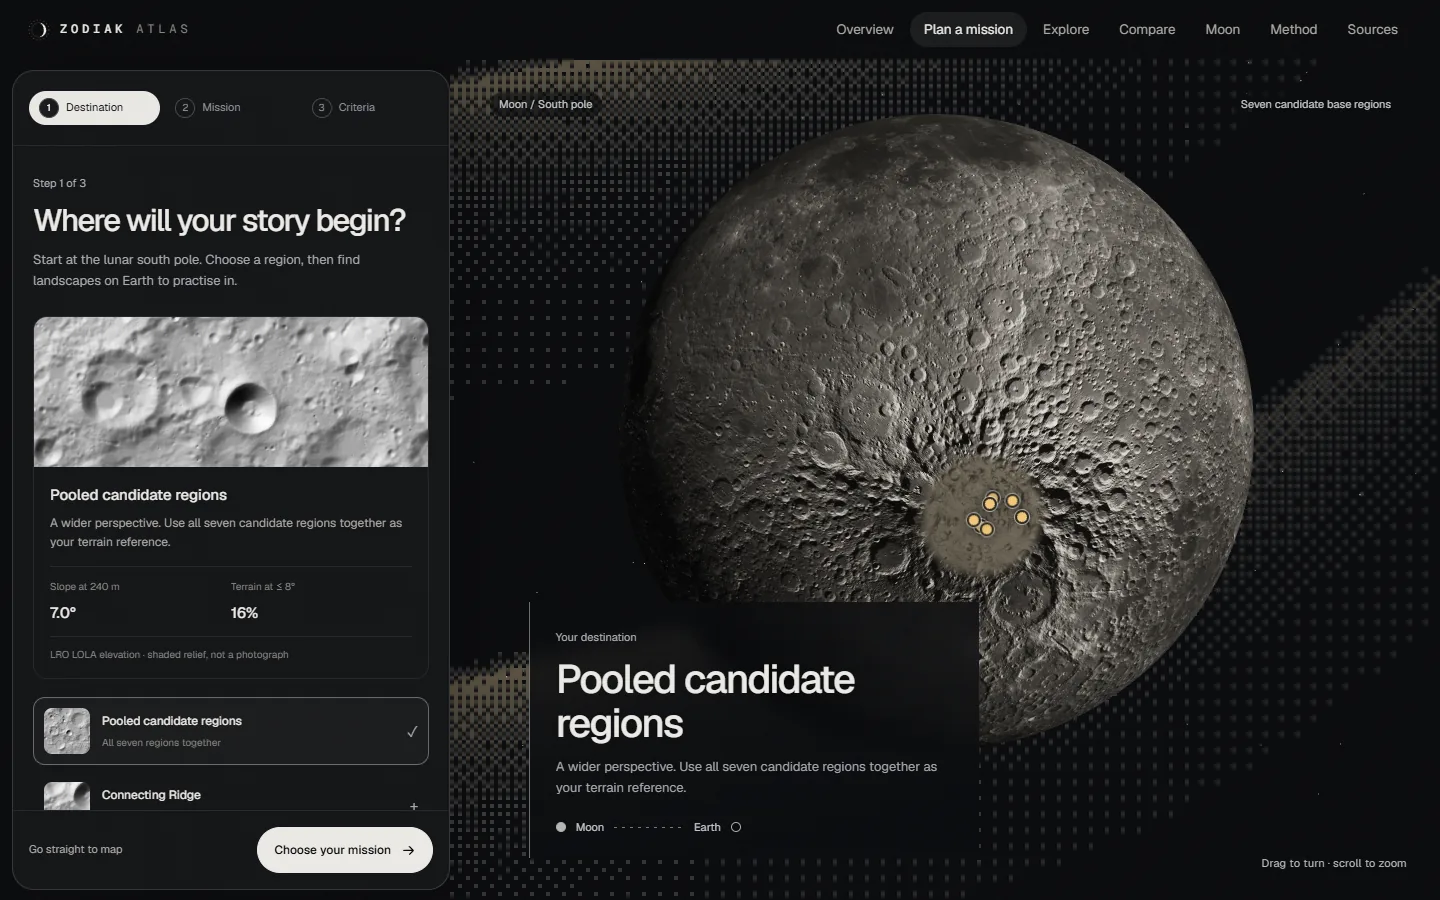 ZODIAK ATLAS
Overview
Plan a mission
Explore
Compare
Moon
Method
Sources
1 Destination
2 Mission
3 Criteria
Step 1 of 3
Where will your story begin?
Start at the lunar south pole. Choose a region, then find
landscapes on Earth to practise in.
Pooled candidate regions
A wider perspective. Use all seven candidate regions together as
your terrain reference.
Slope at 240 m
Terrain at ≤ 8°
7.0°
16%
LRO LOLA elevation · shaded relief, not a photograph
Pooled candidate regions
All seven regions together
Connecting Ridge
Go straight to map
Choose your mission →
Moon / South pole
Seven candidate base regions
Your destination
Pooled candidate
regions
A wider perspective. Use all seven candidate regions together as
your terrain reference.
Moon
Earth
Drag to turn · scroll to zoom